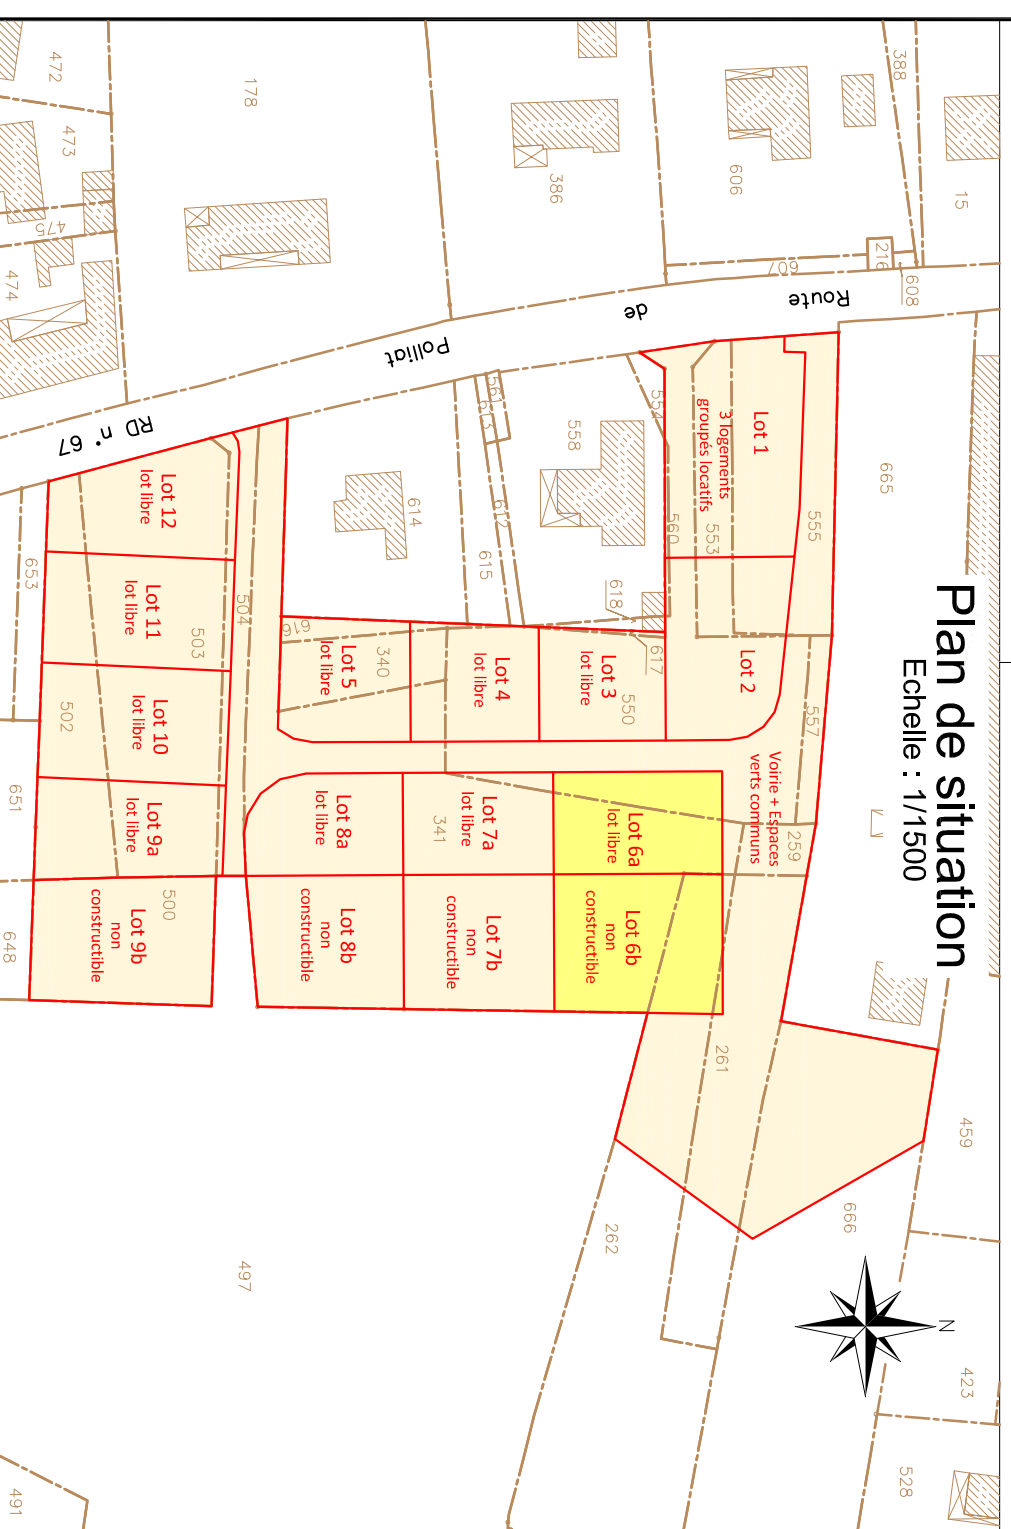 Plan de situation
Echelle : 1/1500
N
Route
de
Polliat
RD n° 67
Lot 1
3 logements
groupés locatifs
Lot 2
Lot 3
lot libre
Lot 4
lot libre
Lot 5
lot libre
Voirie + Espaces
verts communs
Lot 6a
lot libre
Lot 6b
non
constructible
Lot 7a
lot libre
Lot 7b
non
constructible
Lot 8a
lot libre
Lot 8b
non
constructible
Lot 9a
lot libre
Lot 9b
non
constructible
Lot 10
lot libre
Lot 11
lot libre
Lot 12
lot libre
388
15
606
216
608
607
386
178
472
473
475
474
665
555
553
554
560
558
561
613
612
615
614
618
617
616
340
550
557
259
341
504
503
502
500
653
651
648
261
262
497
459
666
423
528
491